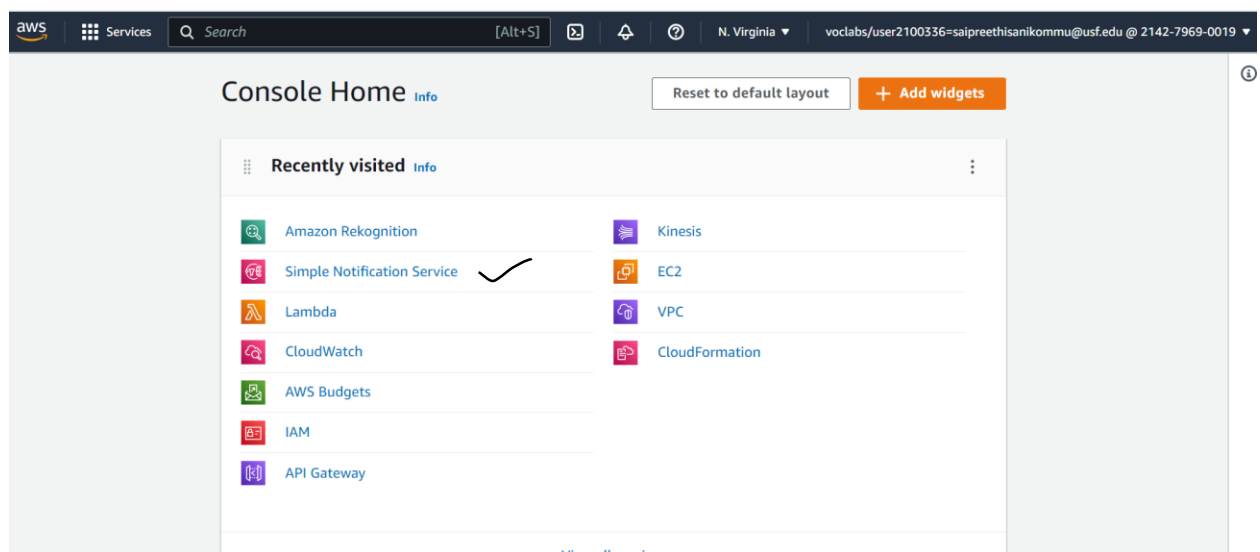 aws Services Search [Alt+S] N. Virginia voclabs/user2100336=saipreethisanikommu@usf.edu @ 2142-7969-0019
Console Home Info Reset to default layout + Add widgets
Recently visited Info
Amazon Rekognition
Simple Notification Service
Lambda
CloudWatch
AWS Budgets
IAM
API Gateway
Kinesis
EC2
VPC
CloudFormation